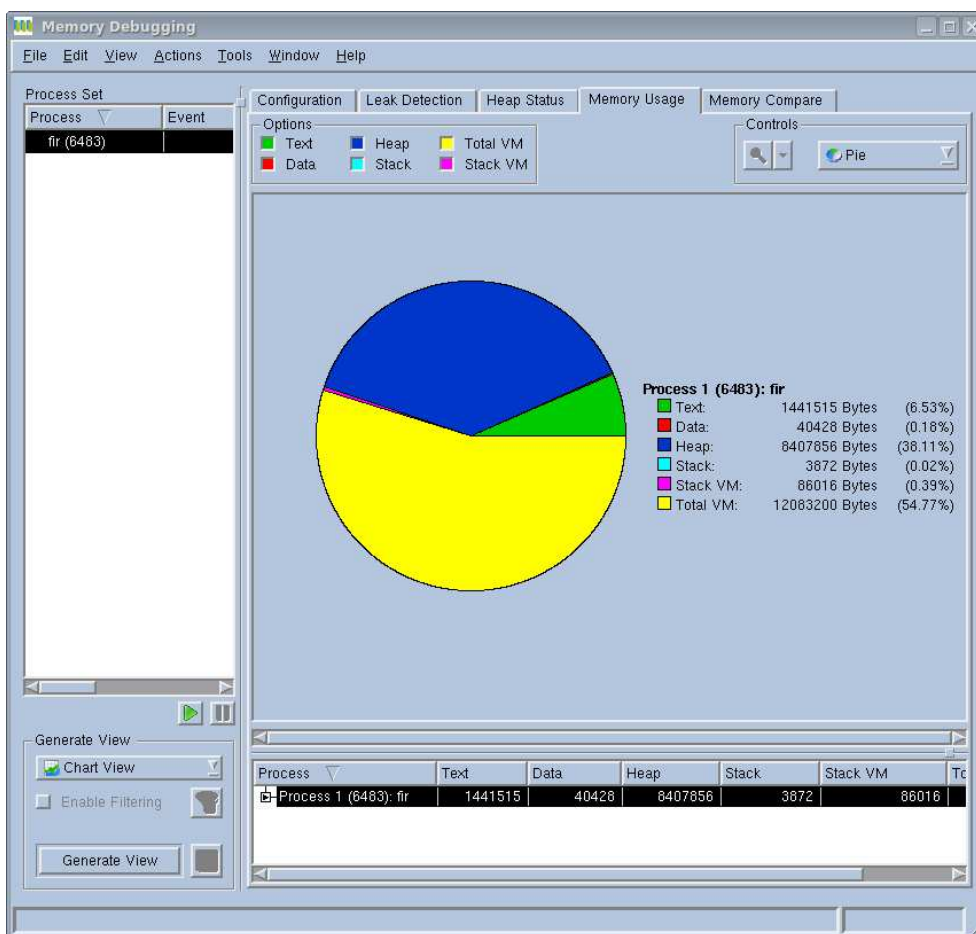 Memory Debugging
File Edit View Actions Tools Window Help
Process Set
Process Event
fir (6483)
Configuration Leak Detection Heap Status Memory Usage Memory Compare
Options
Text Heap Total VM
Data Stack Stack VM
Controls
Pie
Process 1 (6483): fir
Text: 1441515 Bytes (6.53%)
Data: 40428 Bytes (0.18%)
Heap: 8407856 Bytes (38.11%)
Stack: 3872 Bytes (0.02%)
Stack VM: 86016 Bytes (0.39%)
Total VM: 12083200 Bytes (54.77%)
Generate View
Chart View
Enable Filtering
Generate View
Process Text Data Heap Stack Stack VM To
Process 1 (6483): fir 1441515 40428 8407856 3872 86016